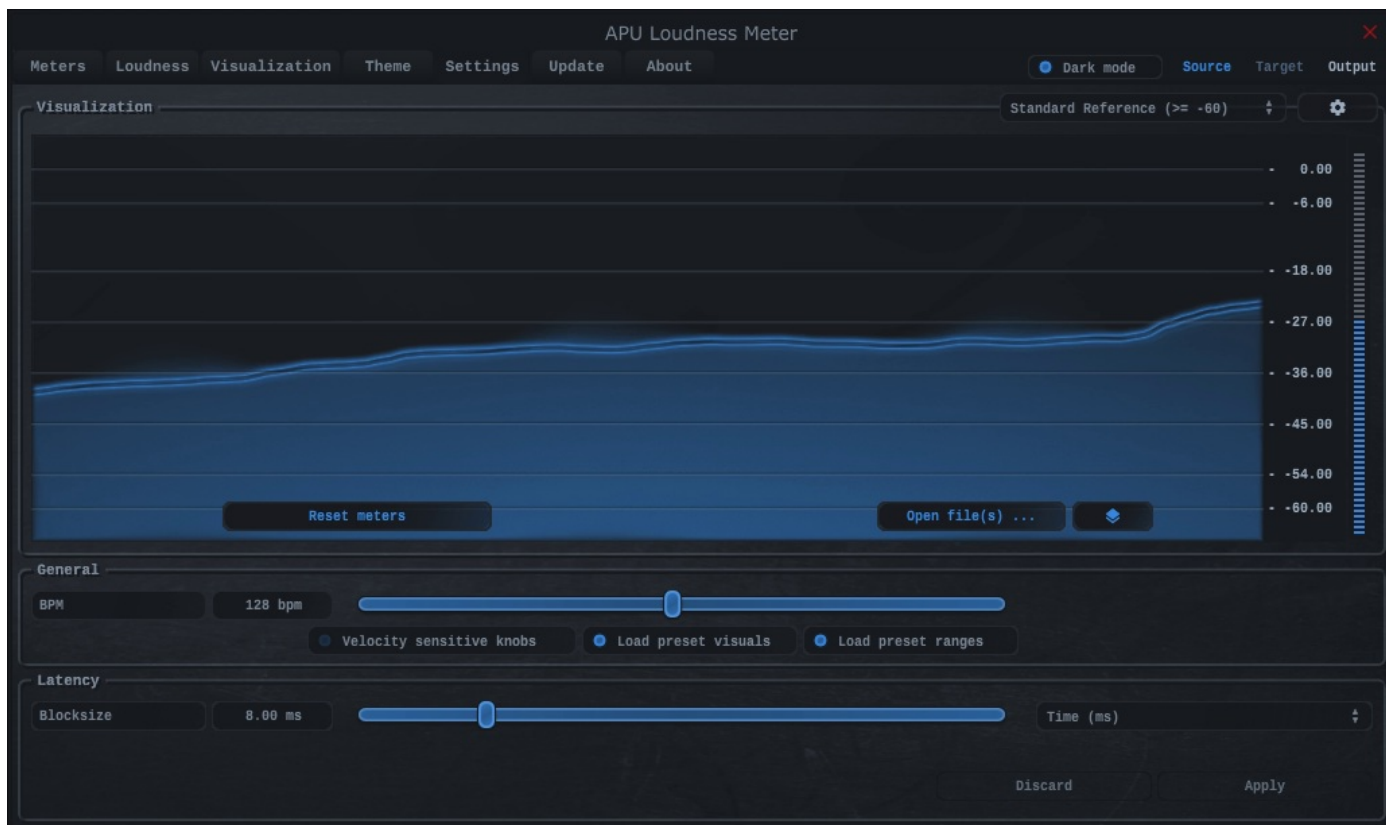 APU Loudness Meter
Meters Loudness Visualization Theme Settings Update About Dark mode Source Target Output
Visualization Standard Reference (>= -60)
- 0.00
- -6.00
- -18.00
- -27.00
- -36.00
- -45.00
- -54.00
- -60.00
Reset meters Open file(s) ...
General
BPM 128 bpm
Velocity sensitive knobs Load preset visuals Load preset ranges
Latency
Blocksize 8.00 ms Time (ms)
Discard Apply